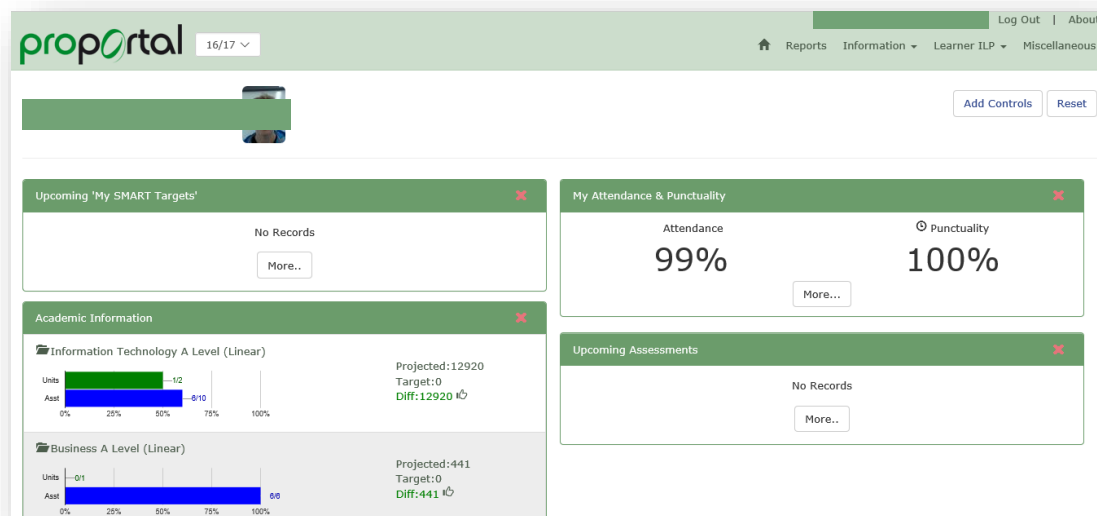 Log Out | About
proportal 16/17
Reports Information Learner ILP Miscellaneous
Add Controls Reset
Upcoming 'My SMART Targets'
No Records
More..
Academic Information
Information Technology A Level (Linear)
Units 1/2
Asst 6/10
0% 25% 50% 75% 100%
Projected:12920
Target:0
Diff:12920
Business A Level (Linear)
Units 0/1
Asst 6/6
0% 25% 50% 75% 100%
Projected:441
Target:0
Diff:441
My Attendance & Punctuality
Attendance Punctuality
99% 100%
More...
Upcoming Assessments
No Records
More..